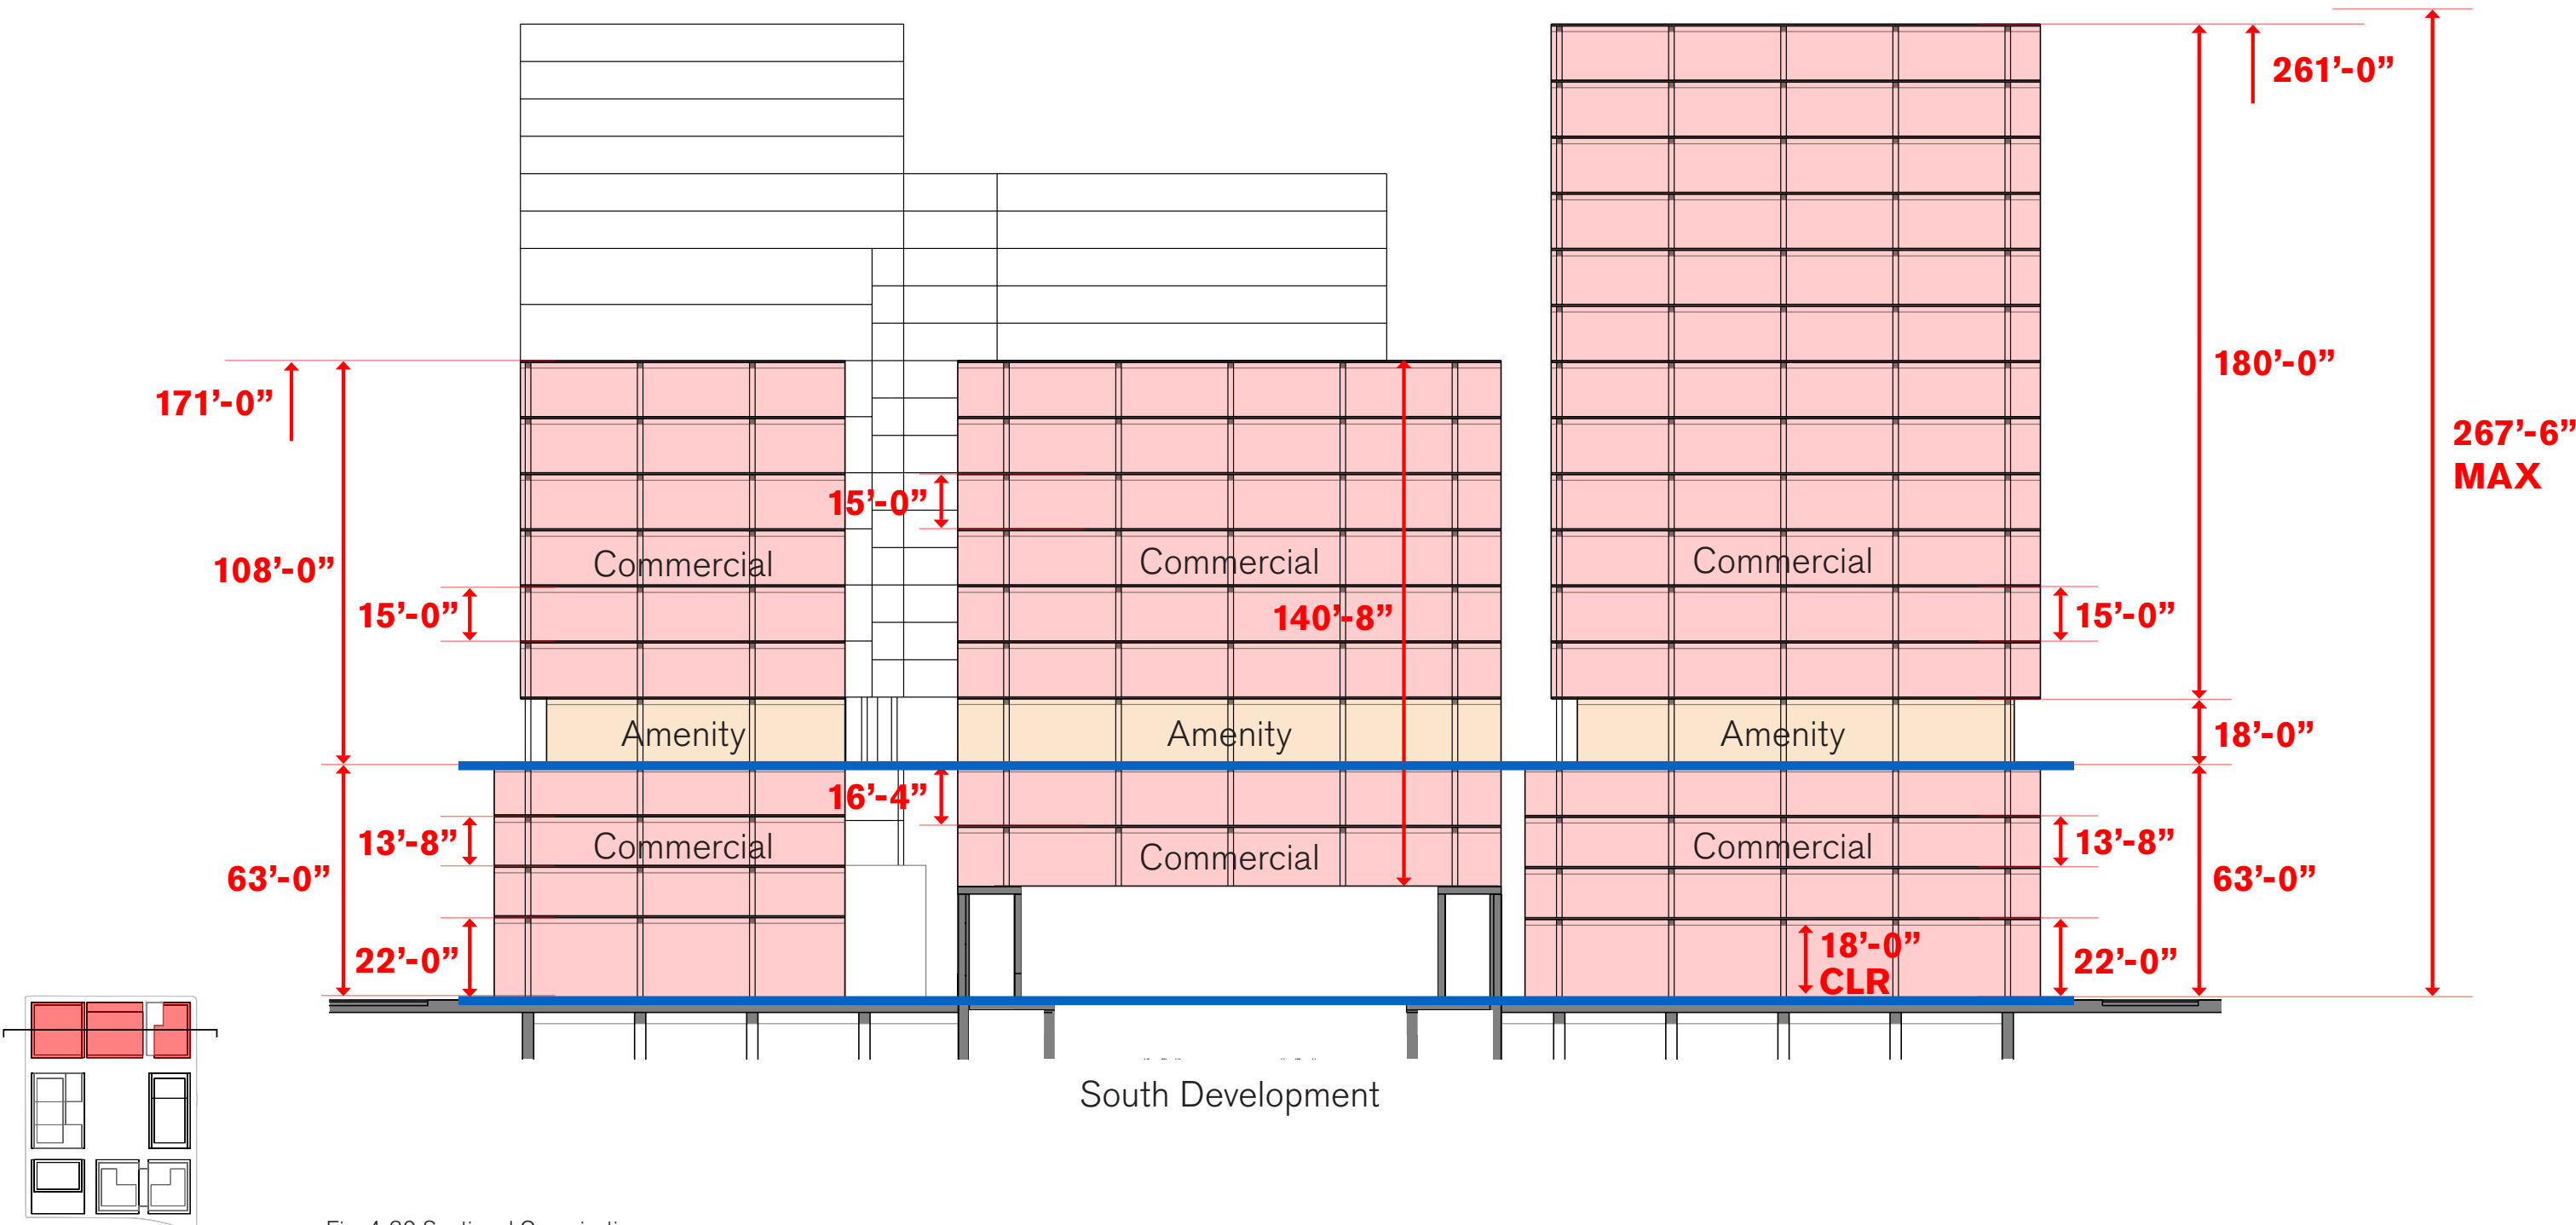 261’-0”
180’-0”
171’-0”
267’-6”
MAX
15’-0”
108’-0”
Commercial
Commercial
Commercial
15’-0”
140’-8”
15’-0”
Amenity
Amenity
Amenity
18’-0”
16’-4”
13’-8”
Commercial
Commercial
Commercial
13’-8”
63’-0”
63’-0”
22’-0”
18’-0”
CLR
22’-0”
South Development